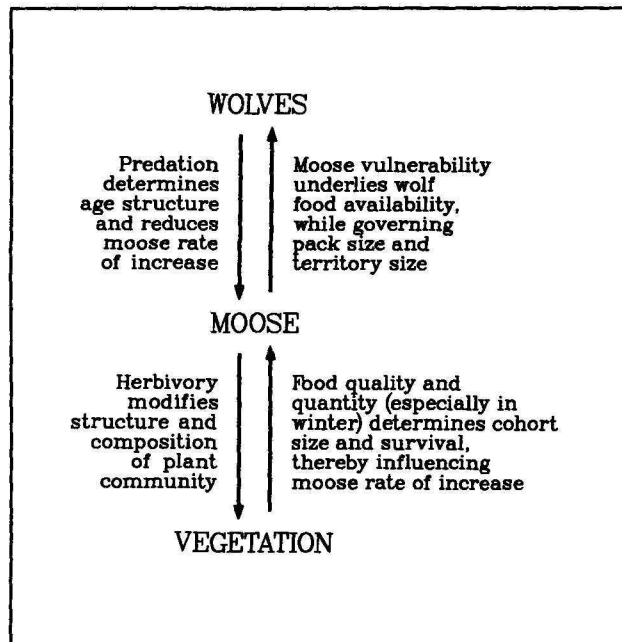 WOLVES
Predation
determines
age structure
and reduces
moose rate
of increase
Moose vulnerability
underlies wolf
food availability,
while governing
pack size and
territory size
MOOSE
Herbivory
modifies
structure and
composition
of plant
community
Food quality and
quantity (especially in
winter) determines cohort
size and survival,
thereby influencing
moose rate of increase
VEGETATION